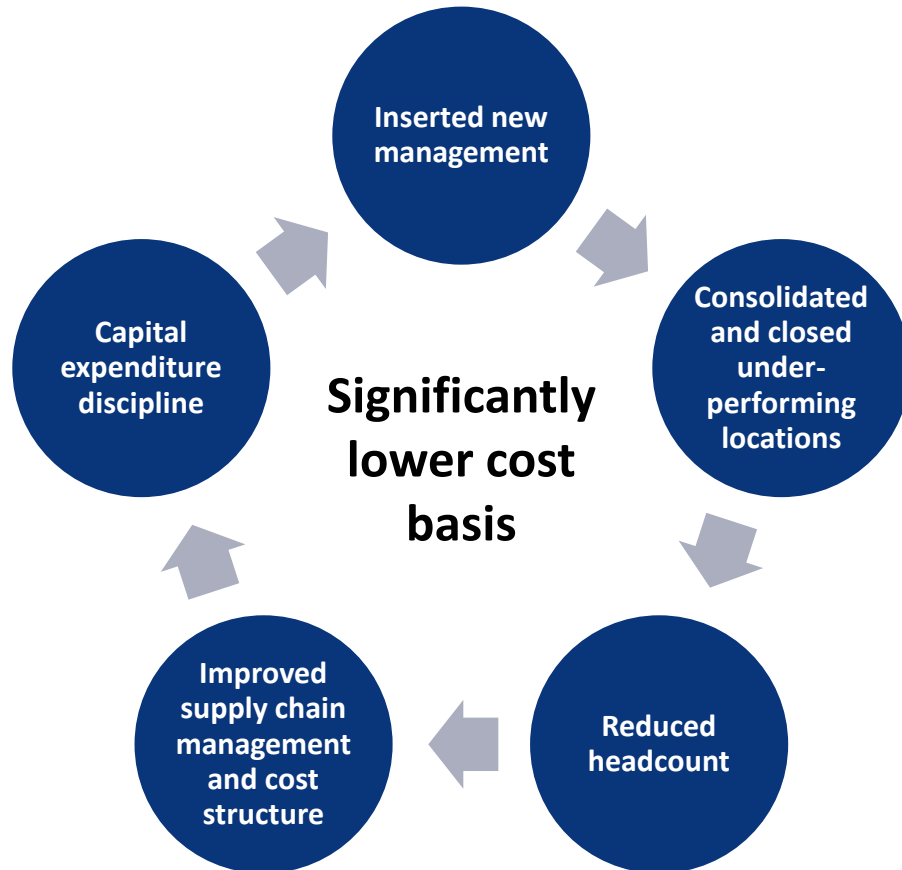 Inserted new
management
Consolidated
and closed
under-
performing
locations
Reduced
headcount
Improved
supply chain
management
and cost
structure
Capital
expenditure
discipline
Significantly
lower cost
basis